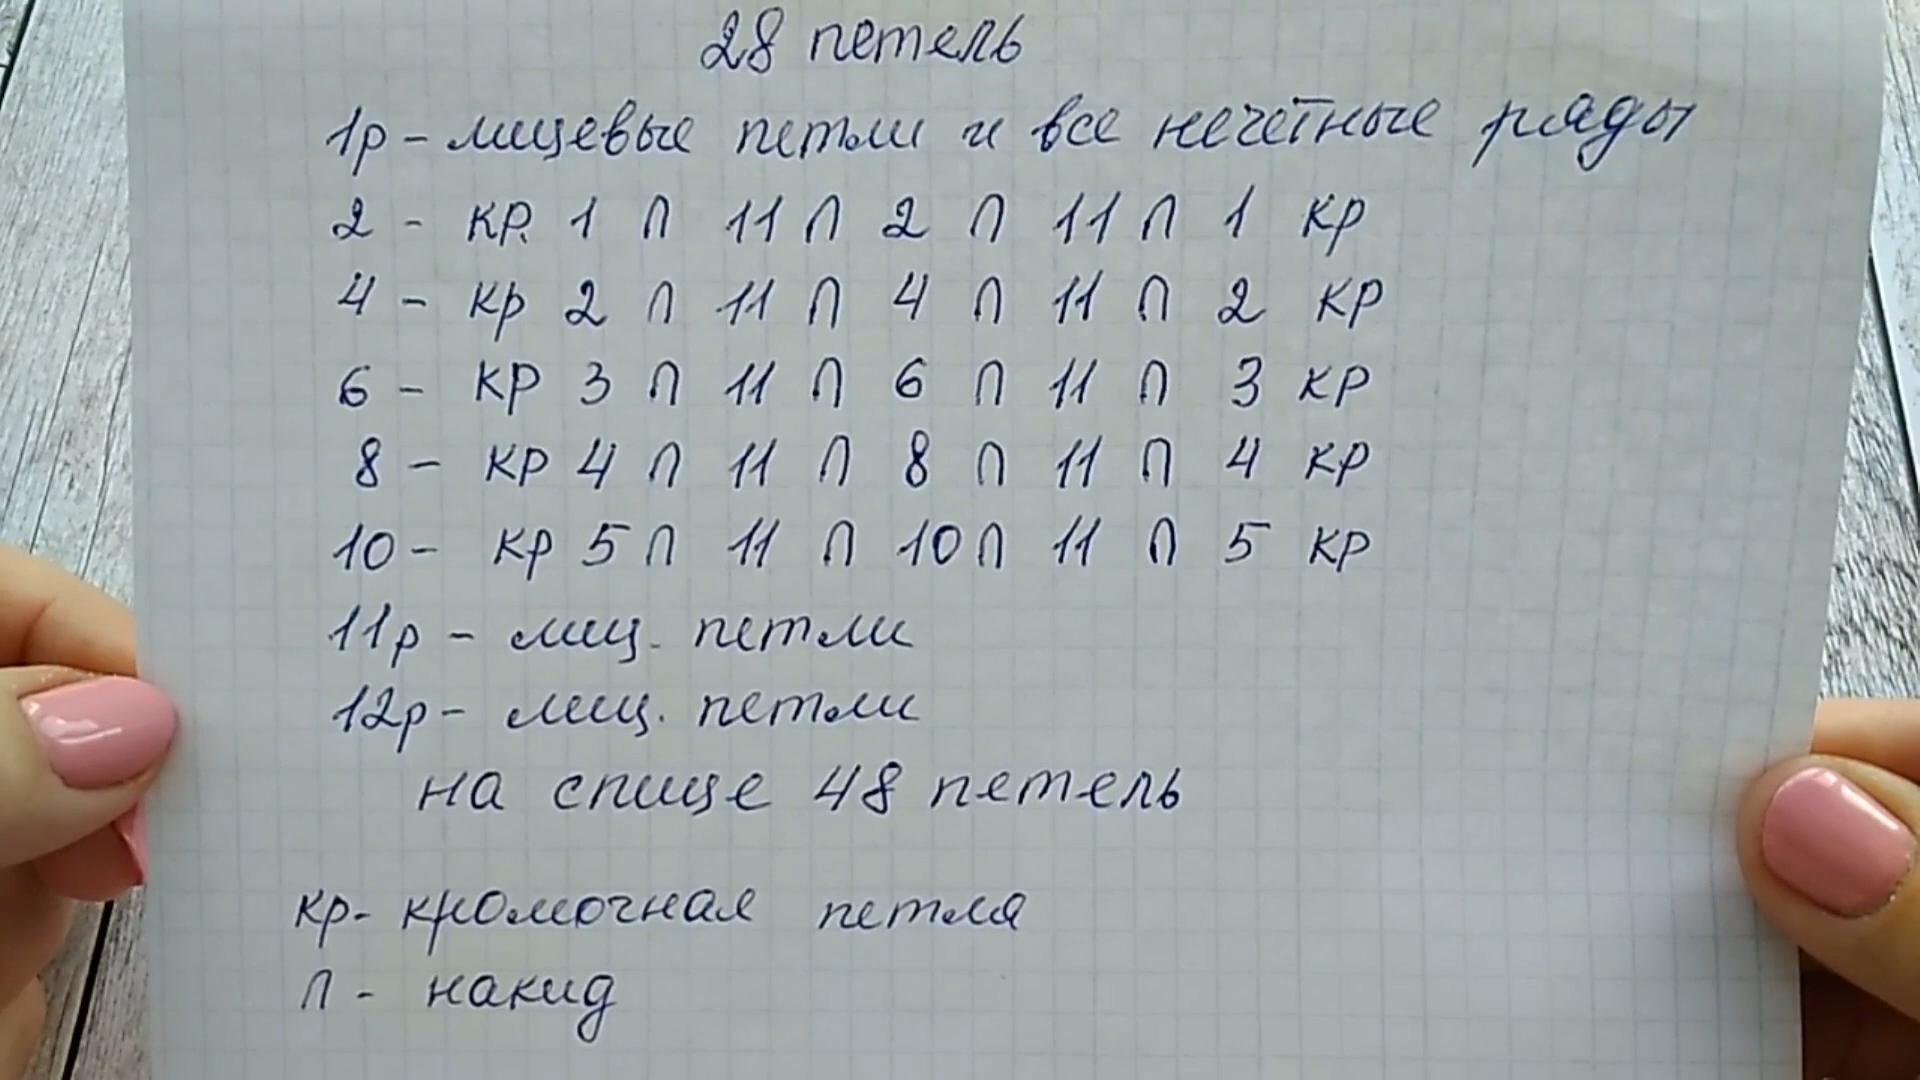 28 петель
1р - лицевые петли и все нечётные ряды
2 - кр. 1 ∩ 11 ∩ 2 ∩ 11 ∩ 1 кр
4 - кр 2 ∩ 11 ∩ 4 ∩ 11 ∩ 2 кр
6 - кр 3 ∩ 11 ∩ 6 ∩ 11 ∩ 3 кр
8 - кр 4 ∩ 11 ∩ 8 ∩ 11 ∩ 4 кр
10 - кр 5 ∩ 11 ∩ 10 ∩ 11 ∩ 5 кр
11р - лиц. петли
12р - лиц. петли
на спице 48 петель
кр - кромочная петля
∩ - накид